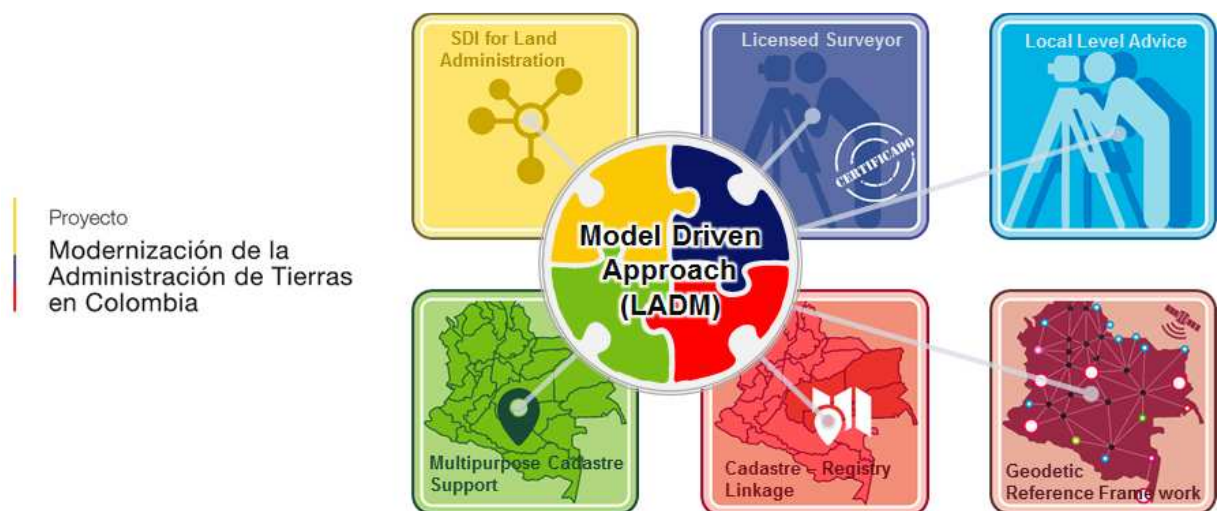 SDI for Land
Administration
Licensed Surveyor
CERTIFICADO
Local Level Advice
Proyecto
Modernización de la
Administración de Tierras
en Colombia
Model Driven
Approach
(LADM)
Multipurpose Cadastre
Support
Cadastre – Registry
Linkage
Geodetic
Reference Frame work